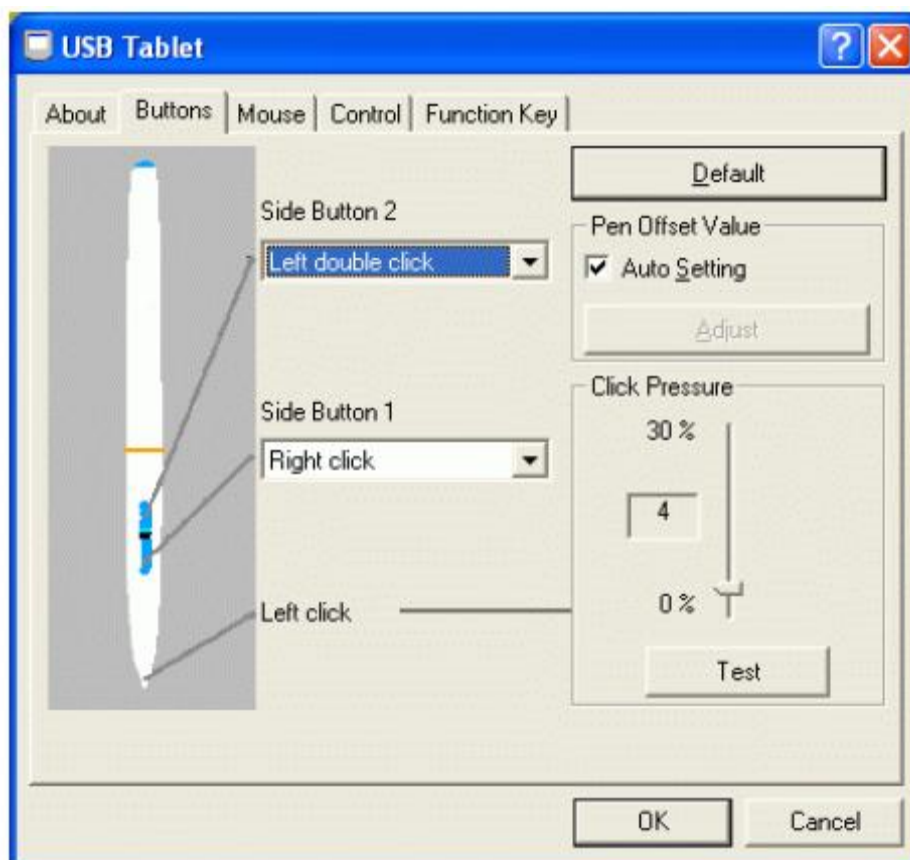 USB Tablet
About Buttons Mouse Control Function Key
Default
Side Button 2
Left double click
Pen Offset Value
Auto Setting
Adjust
Side Button 1
Right click
Click Pressure
30 %
4
0 %
Left click
Test
OK Cancel